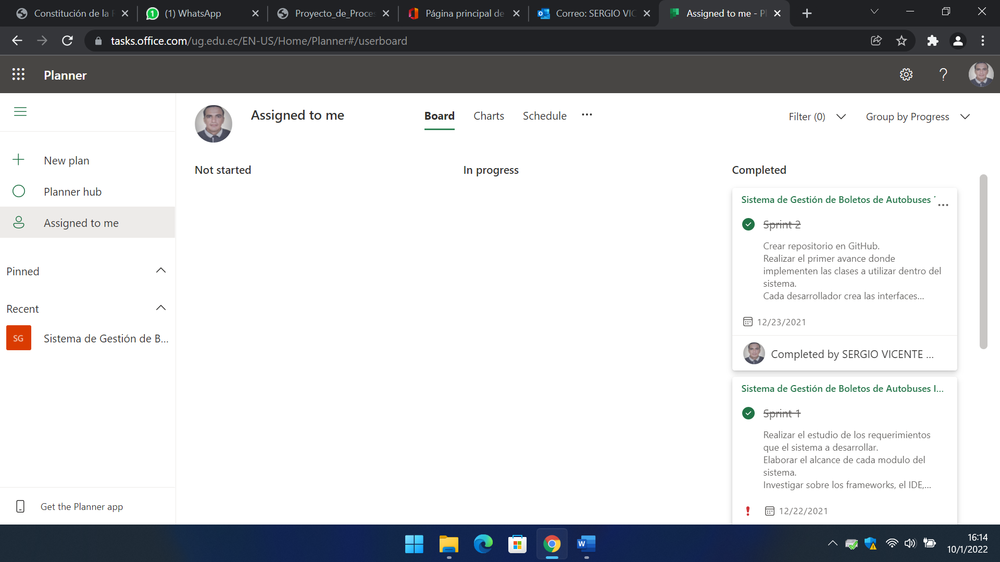 Constitución de la
(1) WhatsApp
Proyecto_de_Proces
Página principal de
Correo: SERGIO VIC
Assigned to me - Pl
tasks.office.com/ug.edu.ec/EN-US/Home/Planner#/userboard
Planner
Assigned to me
Board
Charts
Schedule
Filter (0)
Group by Progress
New plan
Planner hub
Assigned to me
Pinned
Recent
SG
Sistema de Gestión de B...
Get the Planner app
Not started
In progress
Completed
Sistema de Gestión de Boletos de Autobuses
Sprint 2
Crear repositorio en GitHub.
Realizar el primer avance donde
implementen las clases a utilizar dentro del
sistema.
Cada desarrollador crea las interfaces...
12/23/2021
Completed by SERGIO VICENTE ...
Sistema de Gestión de Boletos de Autobuses I...
Sprint 1
Realizar el estudio de los requerimientos
que el sistema a desarrollar.
Elaborar el alcance de cada modulo del
sistema.
Investigar sobre los frameworks, el IDE,...
12/22/2021
16:14
10/1/2022